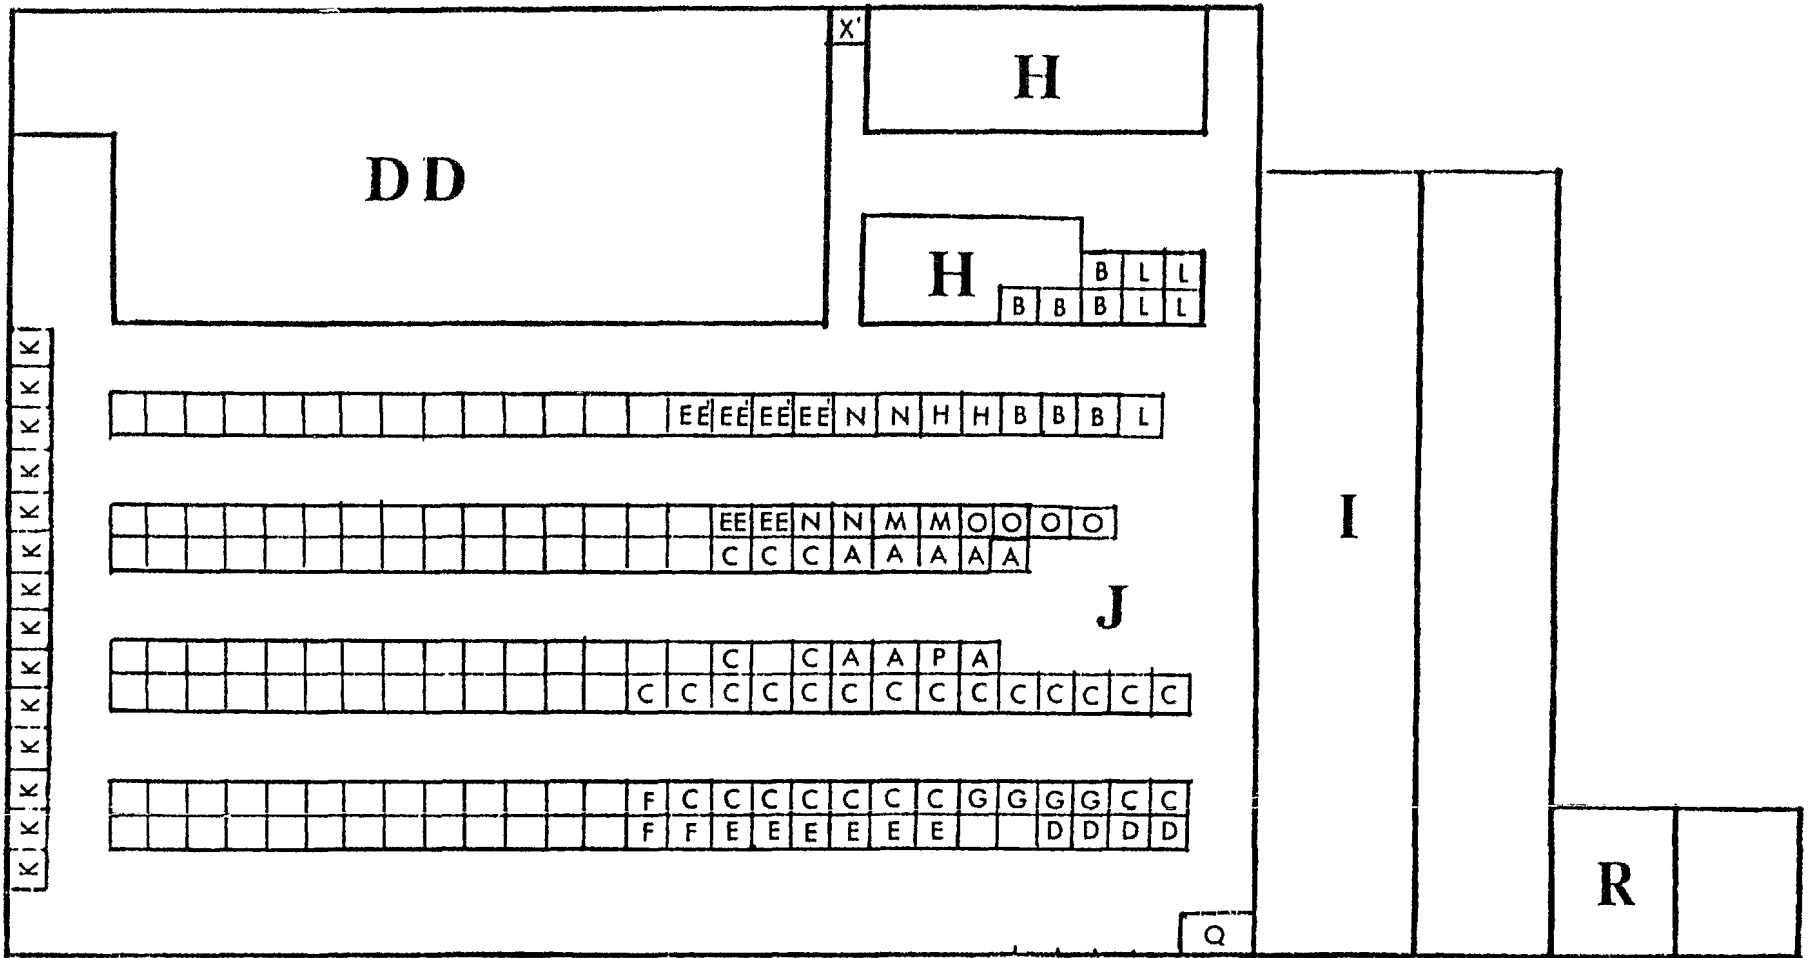 X'
H
DD
H
B L L
B B B L L
K
K
K EE' EE' EE' EE' N N H H B B B L
K
K EE EE N N M M O O O O I
K C C C A A A A A
K
J
K
K C C A A P A
K C C C C C C C C C C C C C C
K
K F C C C C C C C G G G G C C
K F F E E E E E E D D D D
K R
Q